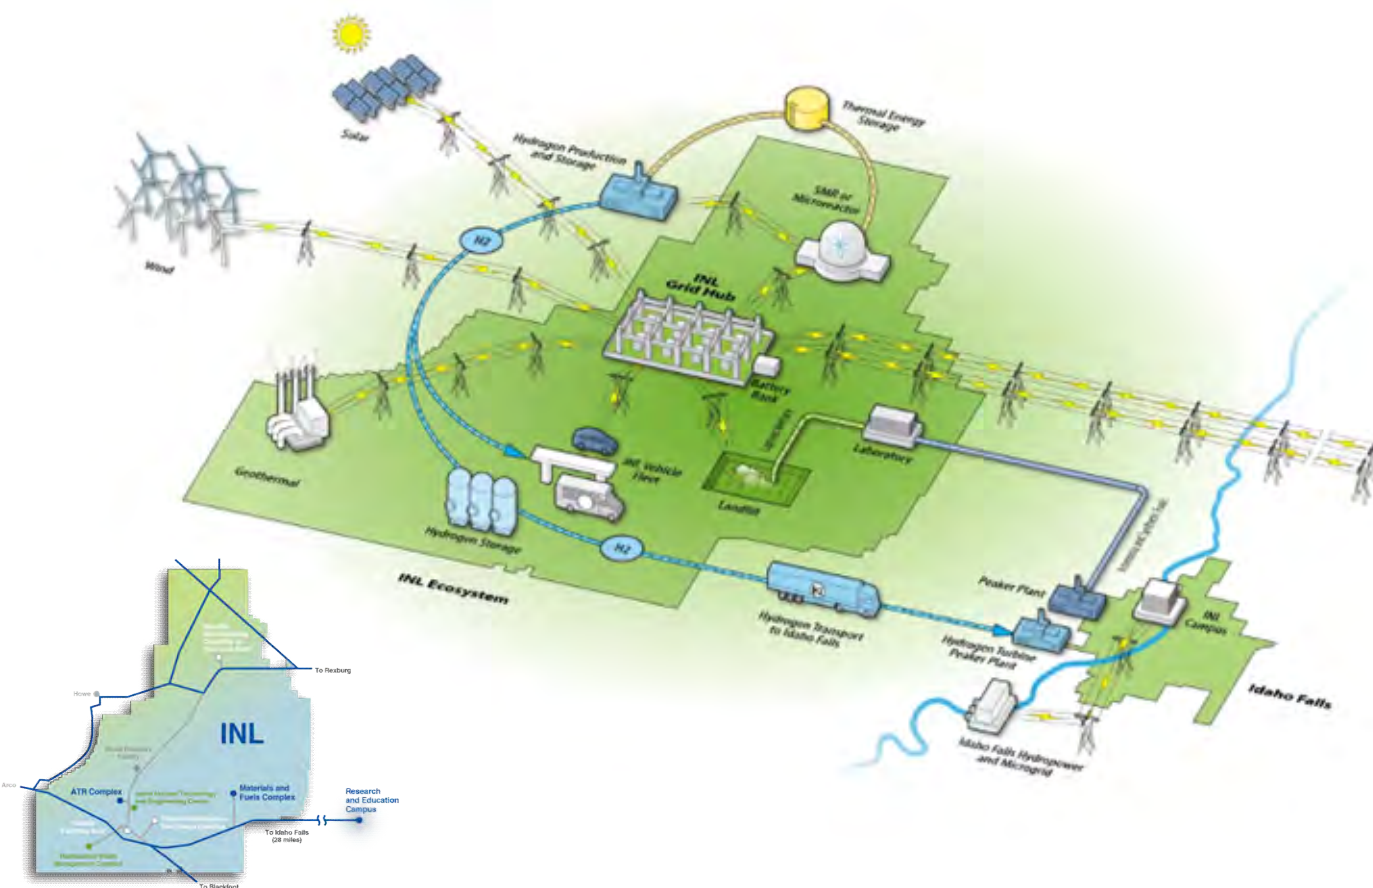 Thermal Energy
Storage
Solar
Hydrogen Production
and Storage
SMR or
Microreactor
H2
Wind
INL
Grid Hub
Battery
Bank
Laboratory
INL Vehicle
Fleet
Landfill
Geothermal
Hydrogen Storage
H2
INL Ecosystem
H2
Hydrogen Transport
to Idaho Falls
Peaker Plant
Hydrogen Turbine
Peaker Plant
INL
Campus
Idaho Falls
Idaho Falls Hydropower
and Microgrid
To Rexburg
Howe
INL
Arco
ATR Complex
Materials and
Fuels Complex
Research
and Education
Campus
To Idaho Falls
(28 miles)
To Blackfoot